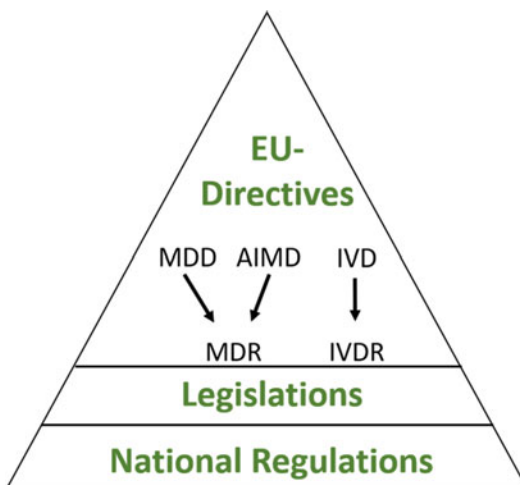 EU-
Directives
MDD AIMD IVD
MDR IVDR
Legislations
National Regulations